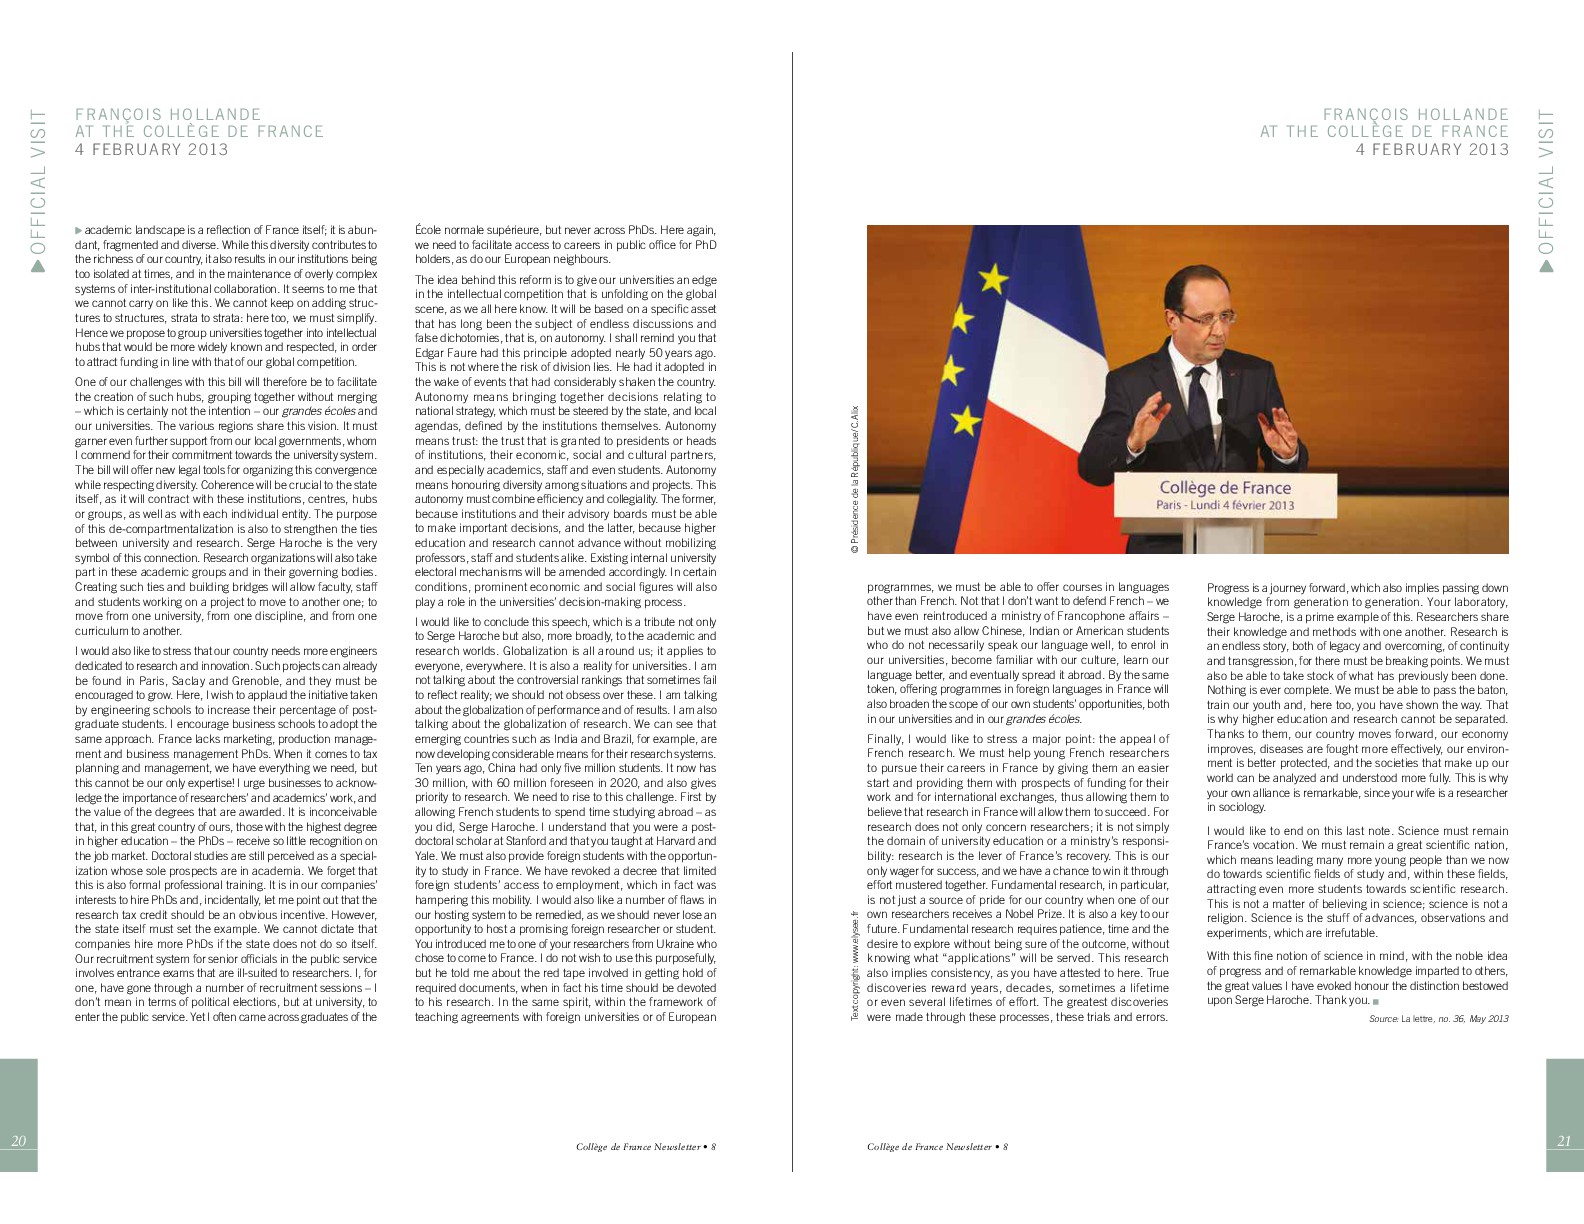 OFFICIAL VISIT
FRANÇOIS HOLLANDE
AT THE COLLÈGE DE FRANCE
4 FEBRUARY 2013
academic landscape is a reflection of France itself; it is abun-
dant, fragmented and diverse. While this diversity contributes to
the richness of our country, it also results in our institutions being
too isolated at times, and in the maintenance of overly complex
systems of inter-institutional collaboration. It seems to me that
we cannot carry on like this. We cannot keep on adding struc-
tures to structures, strata to strata: here too, we must simplify.
Hence we propose to group universities together into intellectual
hubs that would be more widely known and respected, in order
to attract funding in line with that of our global competition.
One of our challenges with this bill will therefore be to facilitate
the creation of such hubs, grouping together without merging
– which is certainly not the intention – our grandes écoles and
our universities. The various regions share this vision. It must
garner even further support from our local governments, whom
I commend for their commitment towards the university system.
The bill will offer new legal tools for organizing this convergence
while respecting diversity. Coherence will be crucial to the state
itself, as it will contract with these institutions, centres, hubs
or groups, as well as with each individual entity. The purpose
of this de-compartmentalization is also to strengthen the ties
between university and research. Serge Haroche is the very
symbol of this connection. Research organizations will also take
part in these academic groups and in their governing bodies.
Creating such ties and building bridges will allow faculty, staff
and students working on a project to move to another one; to
move from one university, from one discipline, and from one
curriculum to another.
I would also like to stress that our country needs more engineers
dedicated to research and innovation. Such projects can already
be found in Paris, Saclay and Grenoble, and they must be
encouraged to grow. Here, I wish to applaud the initiative taken
by engineering schools to increase their percentage of post-
graduate students. I encourage business schools to adopt the
same approach. France lacks marketing, production manage-
ment and business management PhDs. When it comes to tax
planning and management, we have everything we need, but
this cannot be our only expertise! I urge businesses to acknow-
ledge the importance of researchers' and academics' work, and
the value of the degrees that are awarded. It is inconceivable
that, in this great country of ours, those with the highest degree
in higher education – the PhDs – receive so little recognition on
the job market. Doctoral studies are still perceived as a special-
ization whose sole prospects are in academia. We forget that
this is also formal professional training. It is in our companies'
interests to hire PhDs and, incidentally, let me point out that the
research tax credit should be an obvious incentive. However,
the state itself must set the example. We cannot dictate that
companies hire more PhDs if the state does not do so itself.
Our recruitment system for senior officials in the public service
involves entrance exams that are ill-suited to researchers. I, for
one, have gone through a number of recruitment sessions – I
don't mean in terms of political elections, but at university, to
enter the public service. Yet I often came across graduates of the
École normale supérieure, but never across PhDs. Here again,
we need to facilitate access to careers in public office for PhD
holders, as do our European neighbours.
The idea behind this reform is to give our universities an edge
in the intellectual competition that is unfolding on the global
scene, as we all here know. It will be based on a specific asset
that has long been the subject of endless discussions and
false dichotomies, that is, on autonomy. I shall remind you that
Edgar Faure had this principle adopted nearly 50 years ago.
This is not where the risk of division lies. He had it adopted in
the wake of events that had considerably shaken the country.
Autonomy means bringing together decisions relating to
national strategy, which must be steered by the state, and local
agendas, defined by the institutions themselves. Autonomy
means trust: the trust that is granted to presidents or heads
of institutions, their economic, social and cultural partners,
and especially academics, staff and even students. Autonomy
means honouring diversity among situations and projects. This
autonomy must combine efficiency and collegiality. The former,
because institutions and their advisory boards must be able
to make important decisions, and the latter, because higher
education and research cannot advance without mobilizing
professors, staff and students alike. Existing internal university
electoral mechanisms will be amended accordingly. In certain
conditions, prominent economic and social figures will also
play a role in the universities' decision-making process.
I would like to conclude this speech, which is a tribute not only
to Serge Haroche but also, more broadly, to the academic and
research worlds. Globalization is all around us; it applies to
everyone, everywhere. It is also a reality for universities. I am
not talking about the controversial rankings that sometimes fail
to reflect reality; we should not obsess over these. I am talking
about the globalization of performance and of results. I am also
talking about the globalization of research. We can see that
emerging countries such as India and Brazil, for example, are
now developing considerable means for their research systems.
Ten years ago, China had only five million students. It now has
30 million, with 60 million foreseen in 2020, and also gives
priority to research. We need to rise to this challenge. First by
allowing French students to spend time studying abroad – as
you did, Serge Haroche. I understand that you were a post-
doctoral scholar at Stanford and that you taught at Harvard and
Yale. We must also provide foreign students with the opportun-
ity to study in France. We have revoked a decree that limited
foreign students' access to employment, which in fact was
hampering this mobility. I would also like a number of flaws in
our hosting system to be remedied, as we should never lose an
opportunity to host a promising foreign researcher or student.
You introduced me to one of your researchers from Ukraine who
chose to come to France. I do not wish to use this purposefully,
but he told me about the red tape involved in getting hold of
required documents, when in fact his time should be devoted
to his research. In the same spirit, within the framework of
teaching agreements with foreign universities or of European
20
Collège de France Newsletter • 8
FRANÇOIS HOLLANDE
AT THE COLLÈGE DE FRANCE
4 FEBRUARY 2013
OFFICIAL VISIT
© Présidence de la République/C.Alix
Collège de France
Paris - Lundi 4 février 2013
programmes, we must be able to offer courses in languages
other than French. Not that I don't want to defend French – we
have even reintroduced a ministry of Francophone affairs –
but we must also allow Chinese, Indian or American students
who do not necessarily speak our language well, to enrol in
our universities, become familiar with our culture, learn our
language better, and eventually spread it abroad. By the same
token, offering programmes in foreign languages in France will
also broaden the scope of our own students' opportunities, both
in our universities and in our grandes écoles.
Finally, I would like to stress a major point: the appeal of
French research. We must help young French researchers
to pursue their careers in France by giving them an easier
start and providing them with prospects of funding for their
work and for international exchanges, thus allowing them to
believe that research in France will allow them to succeed. For
research does not only concern researchers; it is not simply
the domain of university education or a ministry's responsi-
bility: research is the lever of France's recovery. This is our
only wager for success, and we have a chance to win it through
effort mustered together. Fundamental research, in particular,
is not just a source of pride for our country when one of our
own researchers receives a Nobel Prize. It is also a key to our
future. Fundamental research requires patience, time and the
desire to explore without being sure of the outcome, without
knowing what “applications” will be served. This research
also implies consistency, as you have attested to here. True
discoveries reward years, decades, sometimes a lifetime
or even several lifetimes of effort. The greatest discoveries
were made through these processes, these trials and errors.
Text copyright: www.elysee.fr
Progress is a journey forward, which also implies passing down
knowledge from generation to generation. Your laboratory,
Serge Haroche, is a prime example of this. Researchers share
their knowledge and methods with one another. Research is
an endless story, both of legacy and overcoming, of continuity
and transgression, for there must be breaking points. We must
also be able to take stock of what has previously been done.
Nothing is ever complete. We must be able to pass the baton,
train our youth and, here too, you have shown the way. That
is why higher education and research cannot be separated.
Thanks to them, our country moves forward, our economy
improves, diseases are fought more effectively, our environ-
ment is better protected, and the societies that make up our
world can be analyzed and understood more fully. This is why
your own alliance is remarkable, since your wife is a researcher
in sociology.
I would like to end on this last note. Science must remain
France's vocation. We must remain a great scientific nation,
which means leading many more young people than we now
do towards scientific fields of study and, within these fields,
attracting even more students towards scientific research.
This is not a matter of believing in science; science is not a
religion. Science is the stuff of advances, observations and
experiments, which are irrefutable.
With this fine notion of science in mind, with the noble idea
of progress and of remarkable knowledge imparted to others,
the great values I have evoked honour the distinction bestowed
upon Serge Haroche. Thank you.
Source: La lettre, no. 36, May 2013
Collège de France Newsletter • 8
21